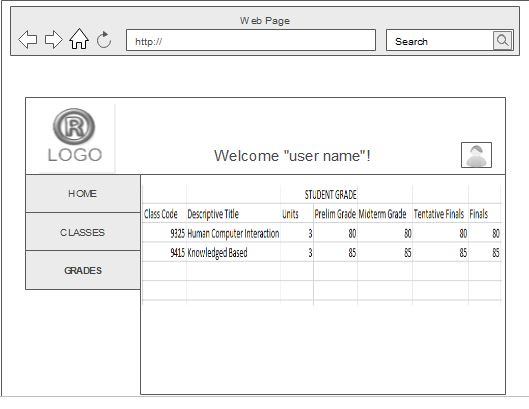 Web Page
http://
Search
R
LOGO
Welcome "user name"!
HOME
CLASSES
GRADES
STUDENT GRADE
Class Code Descriptive Title Units Prelim Grade Midterm Grade Tentative Finals Finals
9325 Human Computer Interaction 3 80 80 80 80
9415 Knowledged Based 3 85 85 85 85